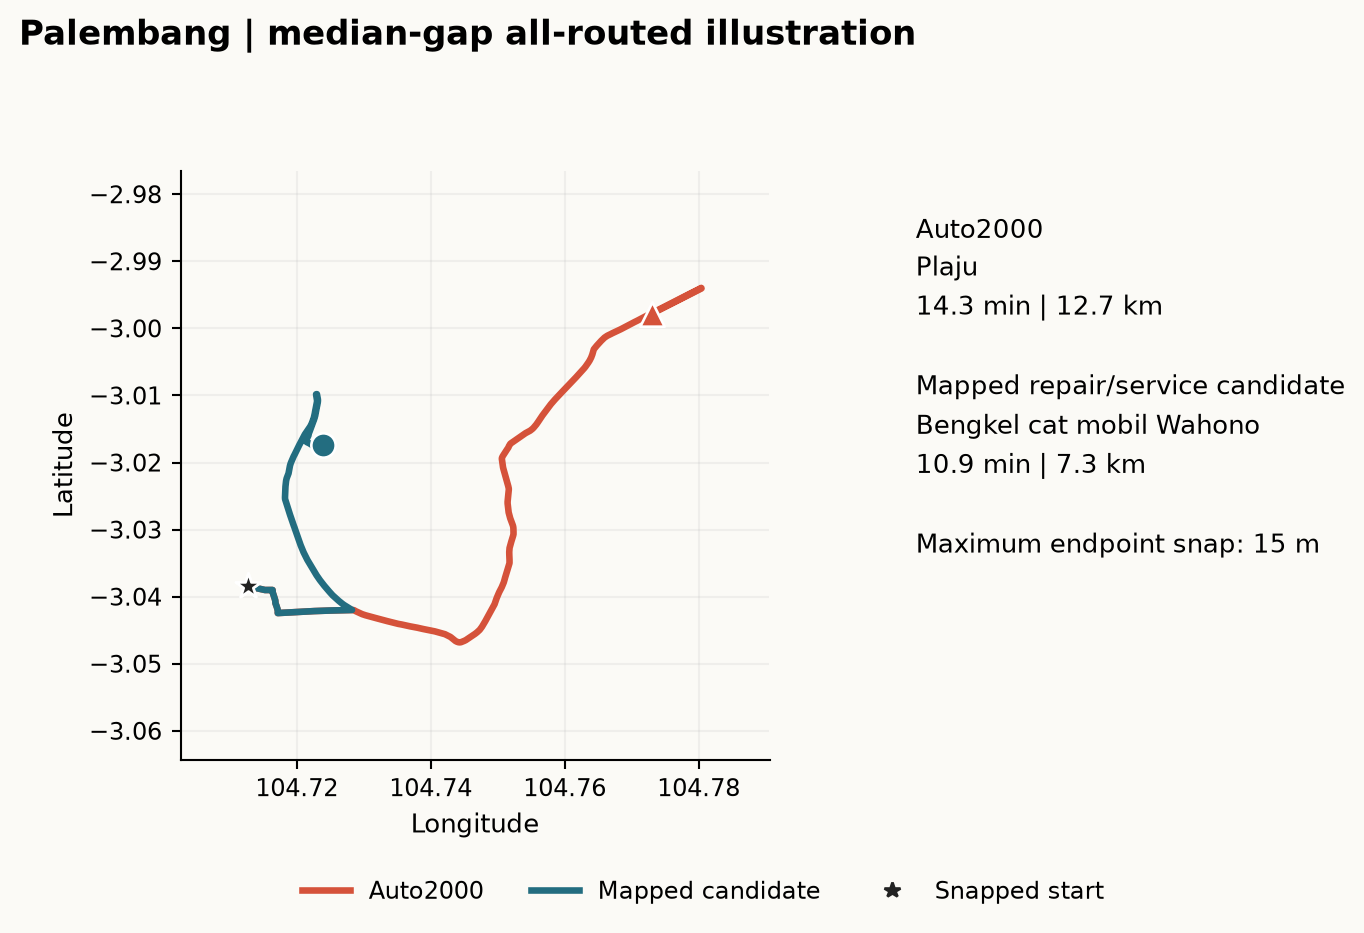 Palembang | median-gap all-routed illustration
−2.98
−2.99
−3.00
−3.01
−3.02
−3.03
−3.04
−3.05
−3.06
Latitude
104.72 104.74 104.76 104.78
Longitude
Auto2000
Plaju
14.3 min | 12.7 km
Mapped repair/service candidate
Bengkel cat mobil Wahono
10.9 min | 7.3 km
Maximum endpoint snap: 15 m
Auto2000 Mapped candidate Snapped start